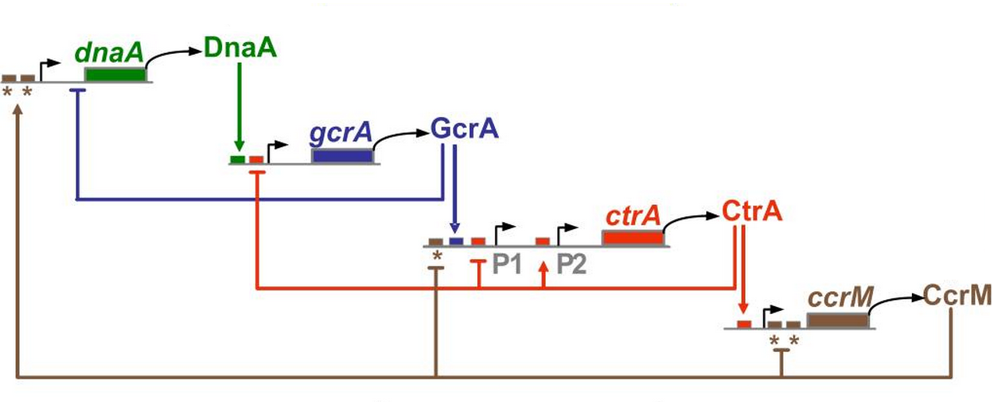 dnaA
DnaA
* *
gcrA
GcrA
ctrA
CtrA
*
P1
P2
ccrM
CcrM
* *